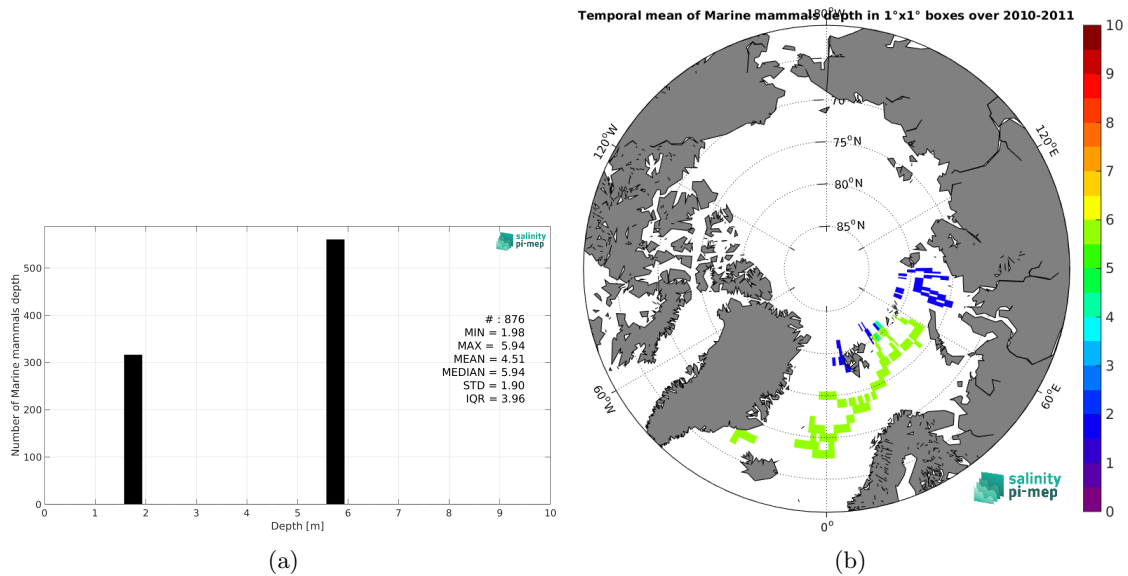 salinity
pi-mep
Number of Marine mammals depth
500
400
300
200
100
0
# : 876
MIN = 1.98
MAX = 5.94
MEAN = 4.51
MEDIAN = 5.94
STD = 1.90
IQR = 3.96
0 1 2 3 4 5 6 7 8 9 10
Depth [m]
(a)
Temporal mean of Marine mammals depth in 1°x1° boxes over 2010-2011
180°W
120°W
120°E
60°W
60°E
0°
75°N
80°N
85°N
10
9
8
7
6
5
4
3
2
1
0
salinity
pi-mep
(b)